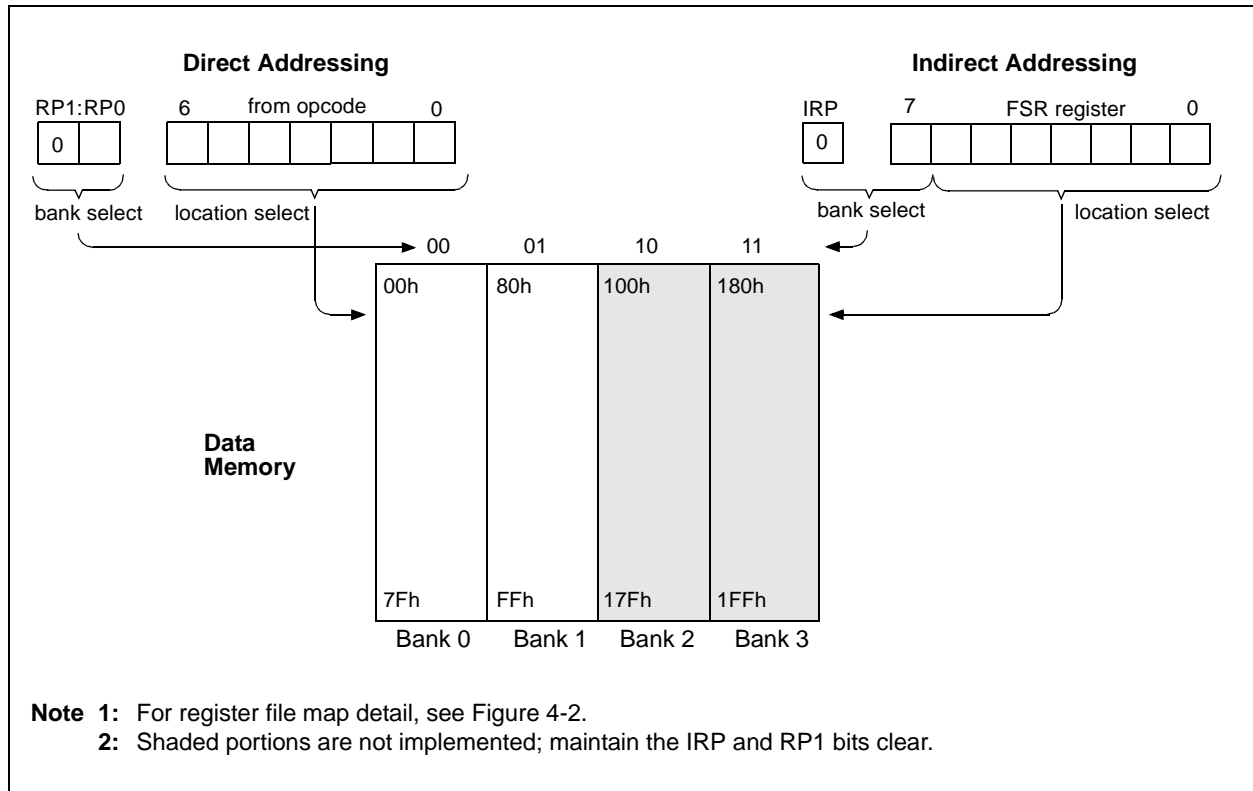 Direct Addressing
Indirect Addressing
RP1:RP0 6 from opcode 0
IRP 7 FSR register 0
0
0
bank select location select
bank select location select
00 01 10 11
00h 80h 100h 180h
Data
Memory
7Fh FFh 17Fh 1FFh
Bank 0 Bank 1 Bank 2 Bank 3
Note 1: For register file map detail, see Figure 4-2.
2: Shaded portions are not implemented; maintain the IRP and RP1 bits clear.